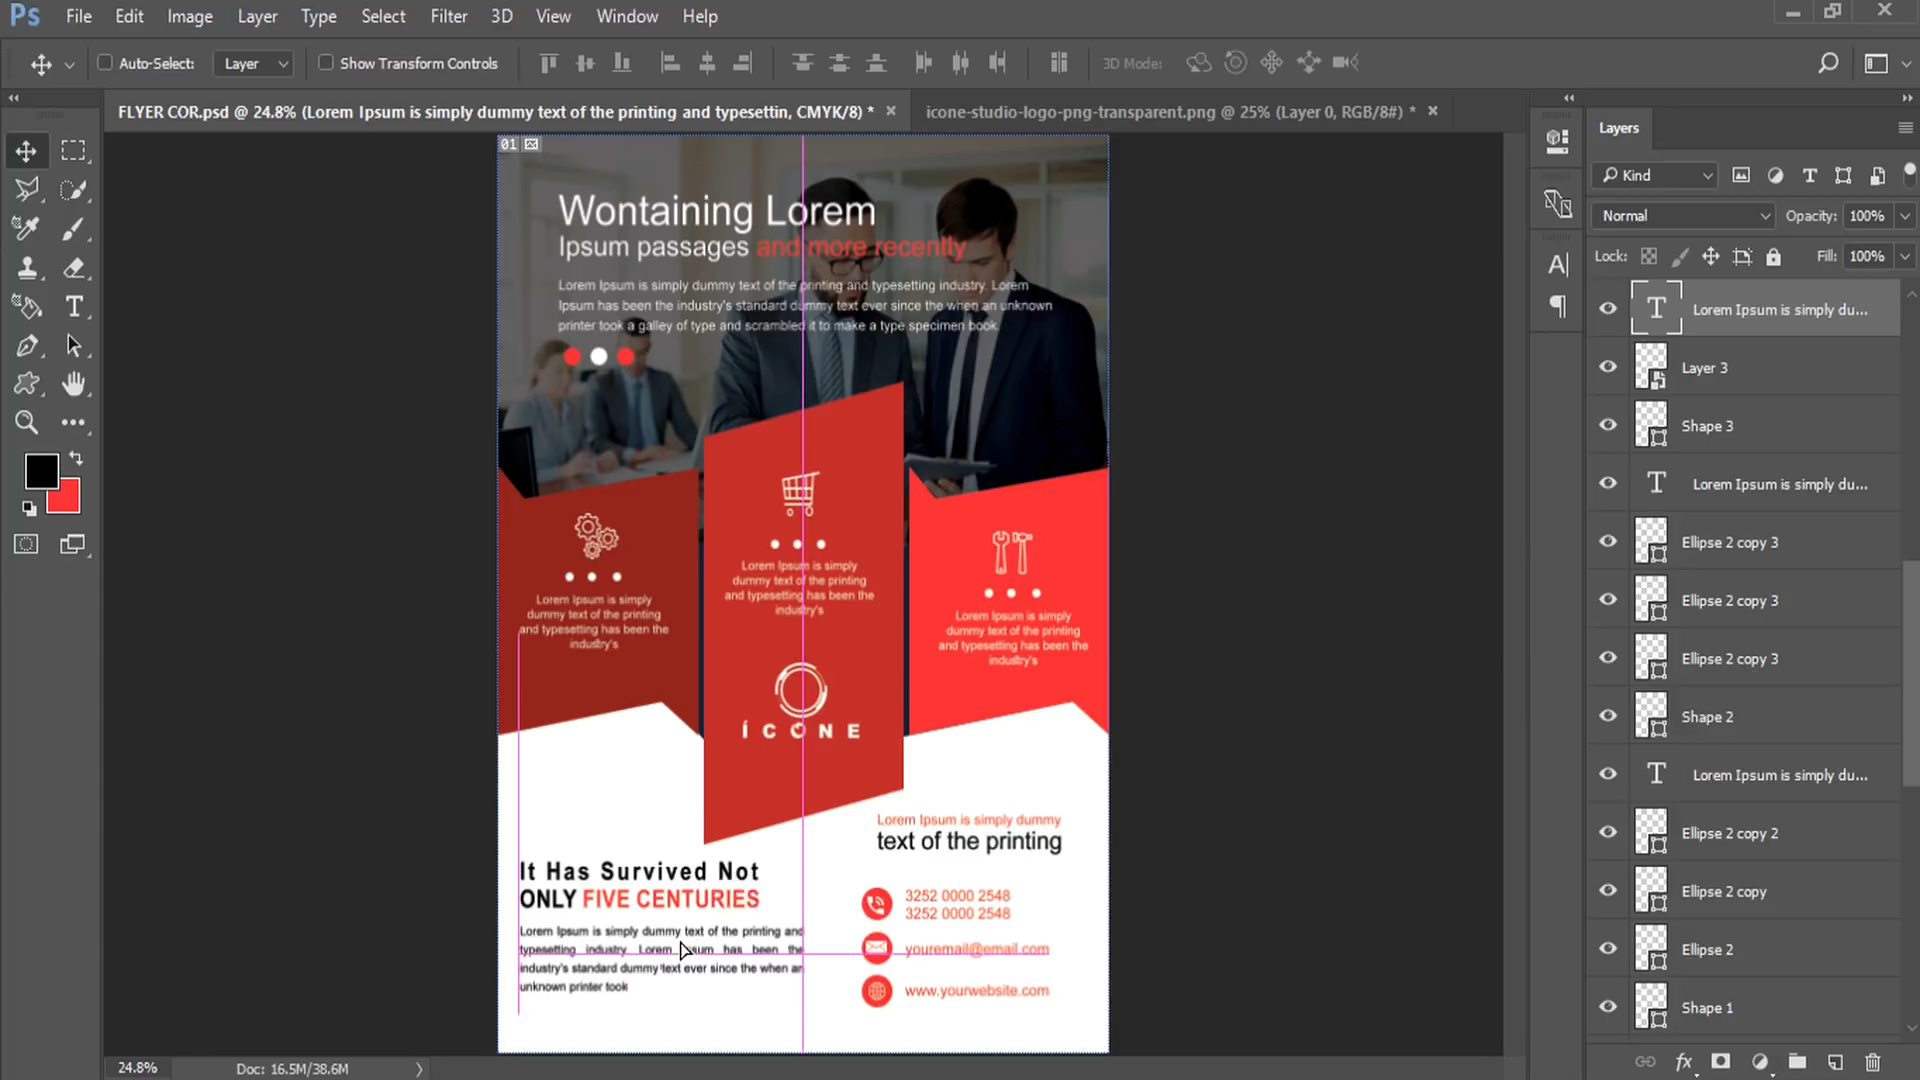 Ps File Edit Image Layer Type Select Filter 3D View Window Help
Auto-Select: Layer Show Transform Controls 3D Mode:
FLYER COR.psd @ 24.8% (Lorem Ipsum is simply dummy text of the printing and typesettin, CMYK/8) *
icone-studio-logo-png-transparent.png @ 25% (Layer 0, RGB/8#) *
01
Wontaining Lorem
Ipsum passages and more recently
Lorem Ipsum is simply dummy text of the printing and typesetting industry. Lorem
Ipsum has been the industry's standard dummy text ever since the when an unknown
printer took a galley of type and scrambled it to make a type specimen book
Lorem Ipsum is simply
dummy text of the printing
and typesetting has been the
industry's
Lorem Ipsum is simply
dummy text of the printing
and typesetting has been the
industry's
Lorem Ipsum is simply
dummy text of the printing
and typesetting has been the
industry's
ÍCONE
It Has Survived Not
ONLY FIVE CENTURIES
Lorem Ipsum is simply dummy text of the printing and
typesetting industry Lorem Ipsum has been the
industry's standard dummy text ever since the when an
unknown printer took
Lorem Ipsum is simply dummy
text of the printing
3252 0000 2548
3252 0000 2548
youremail@email.com
www.yourwebsite.com
24.8% Doc: 16.5M/38.6M
Layers
Kind
Normal Opacity: 100%
Lock: Fill: 100%
Lorem Ipsum is simply du...
Layer 3
Shape 3
Lorem Ipsum is simply du...
Ellipse 2 copy 3
Ellipse 2 copy 3
Ellipse 2 copy 3
Shape 2
Lorem Ipsum is simply du...
Ellipse 2 copy 2
Ellipse 2 copy
Ellipse 2
Shape 1
fx